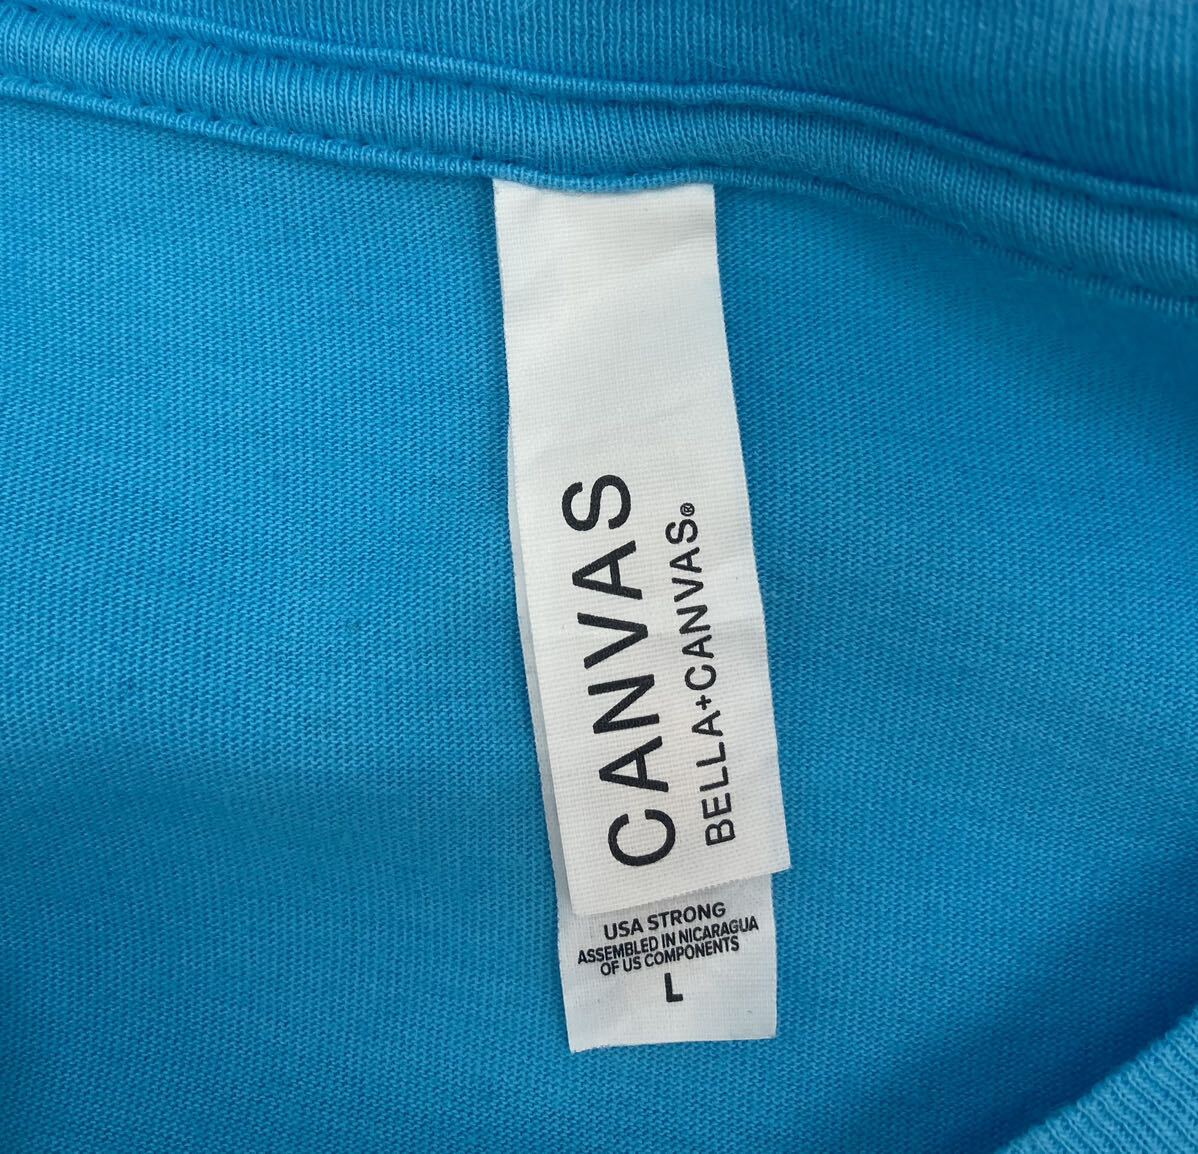 CANVAS
BELLA+CANVAS®
USA STRONG
ASSEMBLED IN NICARAGUA
OF US COMPONENTS
L